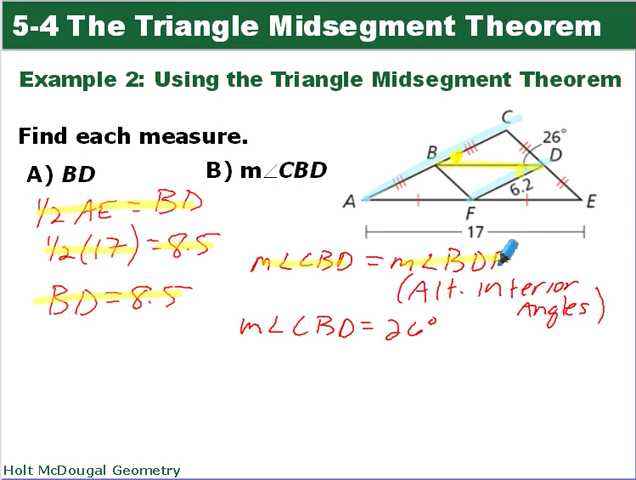 5-4 The Triangle Midsegment Theorem
Example 2: Using the Triangle Midsegment Theorem
Find each measure.
A) BD
B) m∠CBD
1/2 AE = BD
1/2 (17) = 8.5
BD = 8.5
m∠CBD = m∠BDF
(Alt. interior
Angles)
m∠CBD = 26°
C
26°
B
D
6.2
A
F
E
17
Holt McDougal Geometry